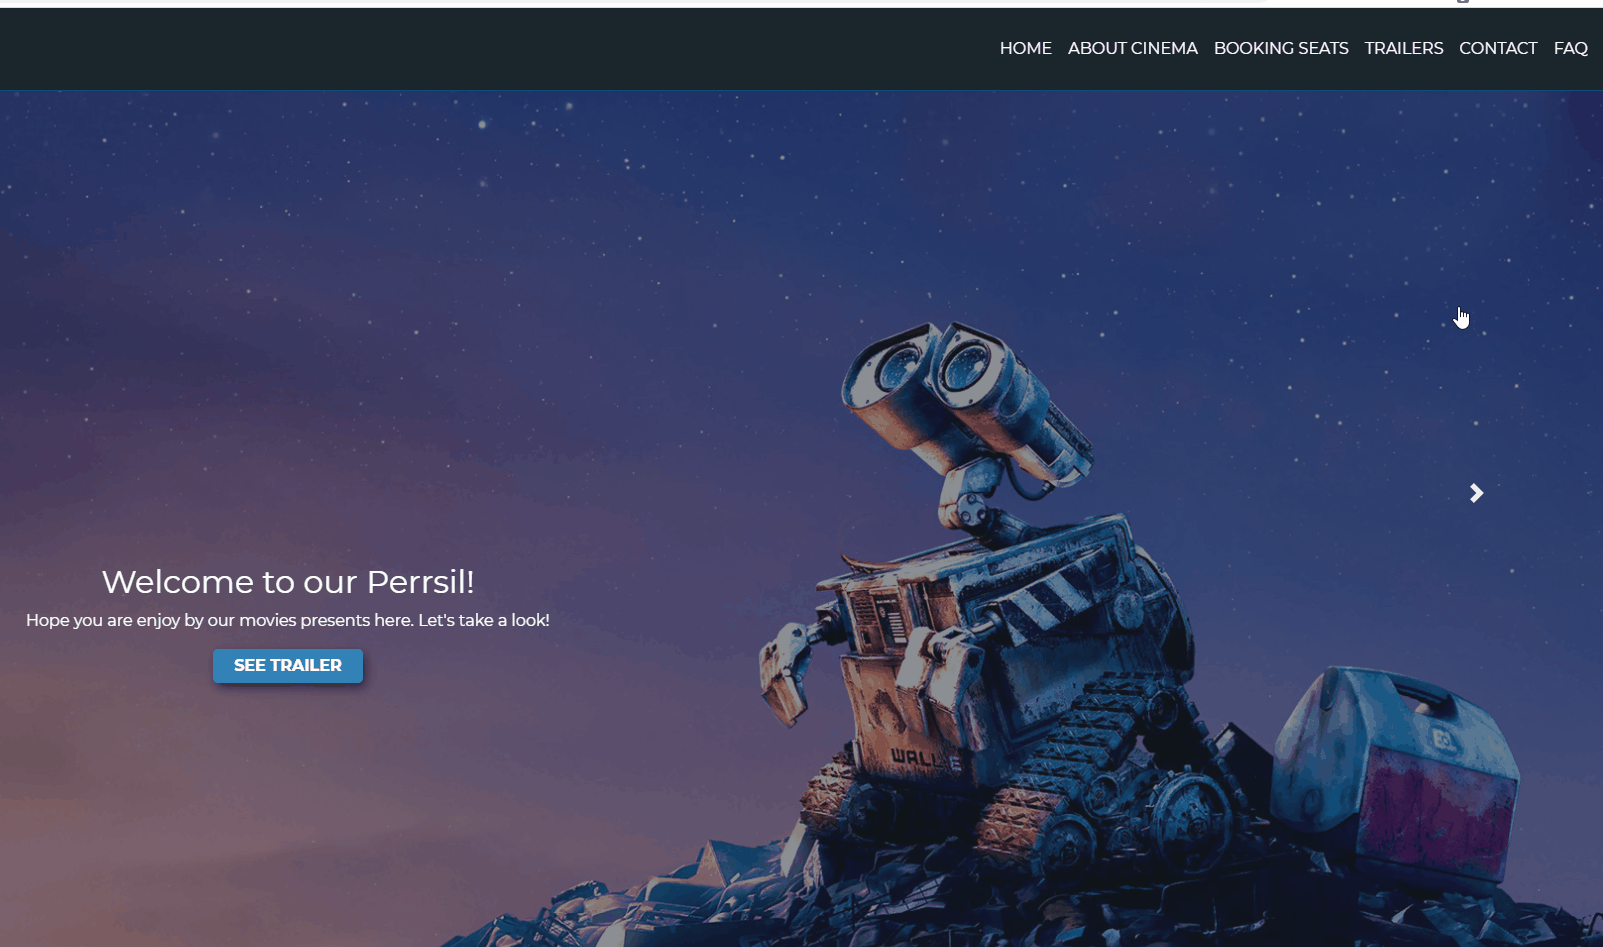 HOME ABOUT CINEMA BOOKING SEATS TRAILERS CONTACT FAQ
Welcome to our Perrsil!
Hope you are enjoy by our movies presents here. Let's take a look!
SEE TRAILER
WALL·E